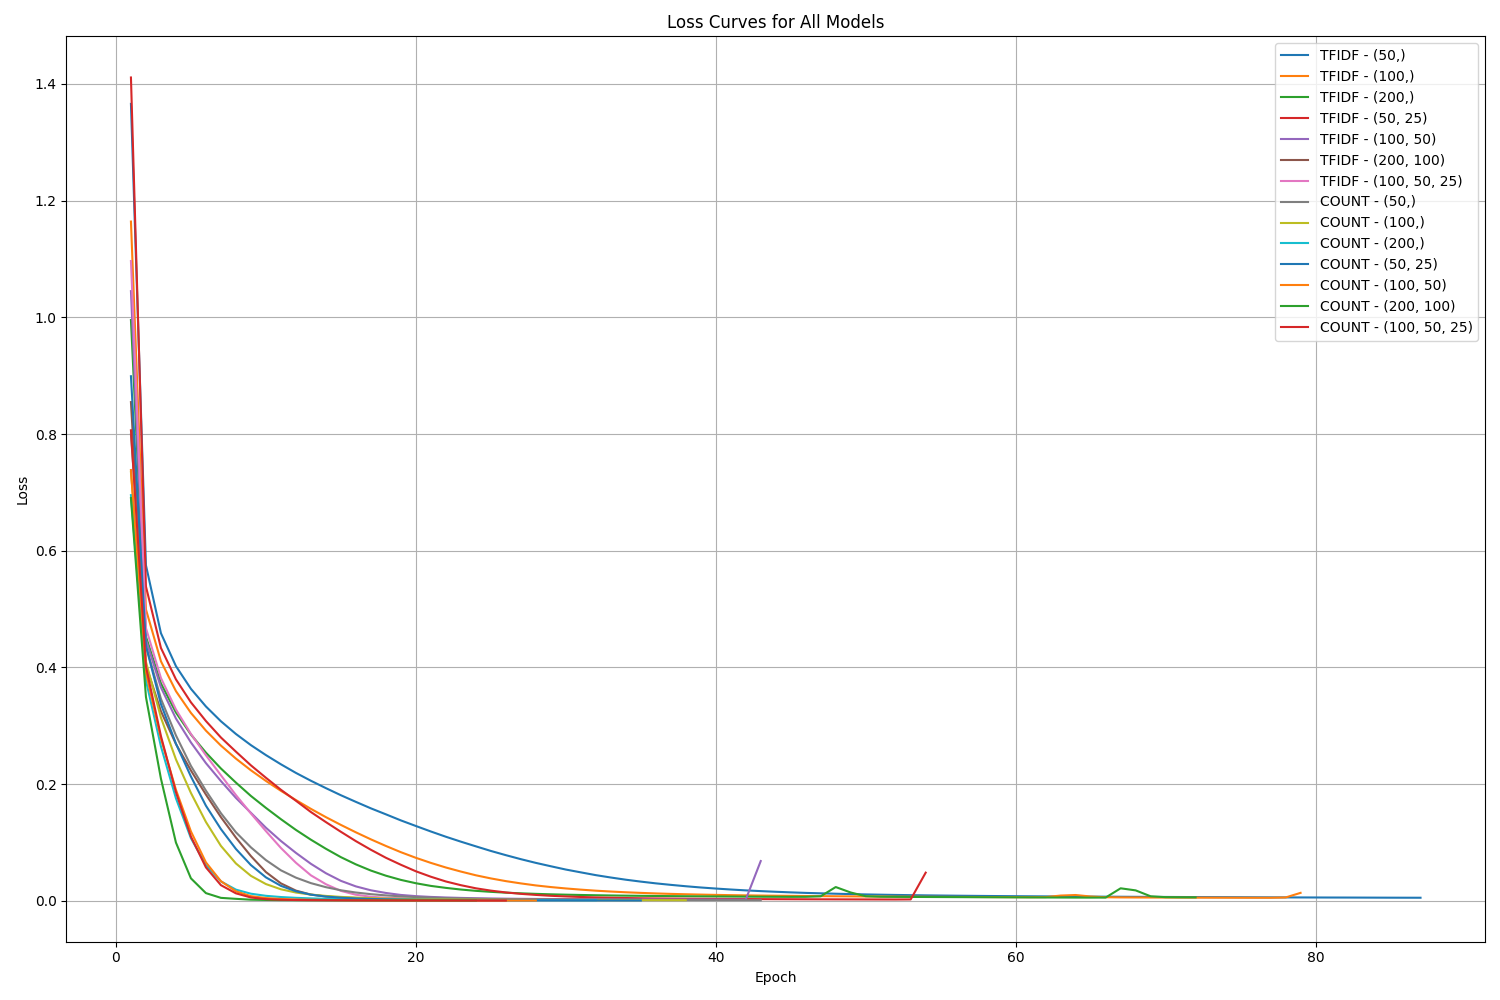 Loss Curves for All Models
1.4
1.2
1.0
0.8
0.6
0.4
0.2
0.0
Loss
0
20
40
60
80
Epoch
TFIDF - (50,)
TFIDF - (100,)
TFIDF - (200,)
TFIDF - (50, 25)
TFIDF - (100, 50)
TFIDF - (200, 100)
TFIDF - (100, 50, 25)
COUNT - (50,)
COUNT - (100,)
COUNT - (200,)
COUNT - (50, 25)
COUNT - (100, 50)
COUNT - (200, 100)
COUNT - (100, 50, 25)